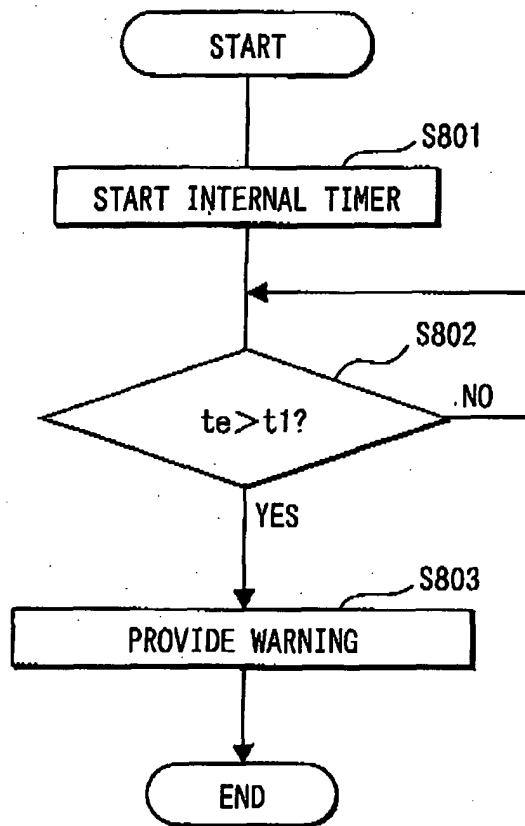 START
S801
START INTERNAL TIMER
S802
te>t1?
NO
YES
S803
PROVIDE WARNING
END